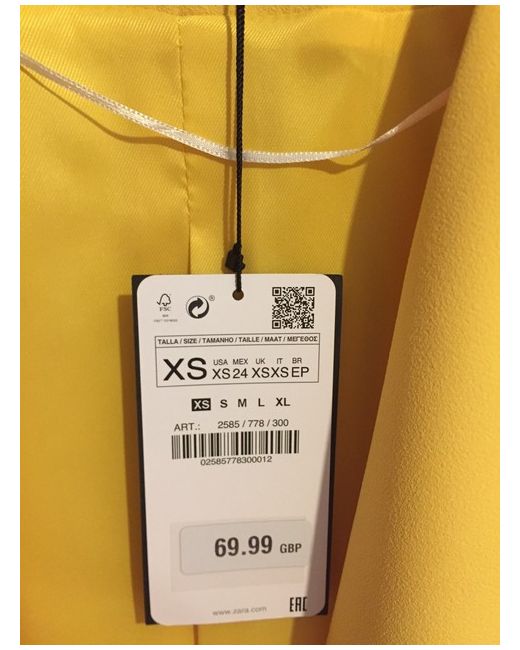 FSC
®
TALLA / SIZE / TAMANHO / TAILLE / MAAT / ΜΕΓΕΘΟΣ
XS
USA MEX UK IT BR
XS 24 XS XS EP
XS S M L XL
ART.: 2585 / 778 / 300
02585778300012
69.99 GBP
www.zara.com
EAC